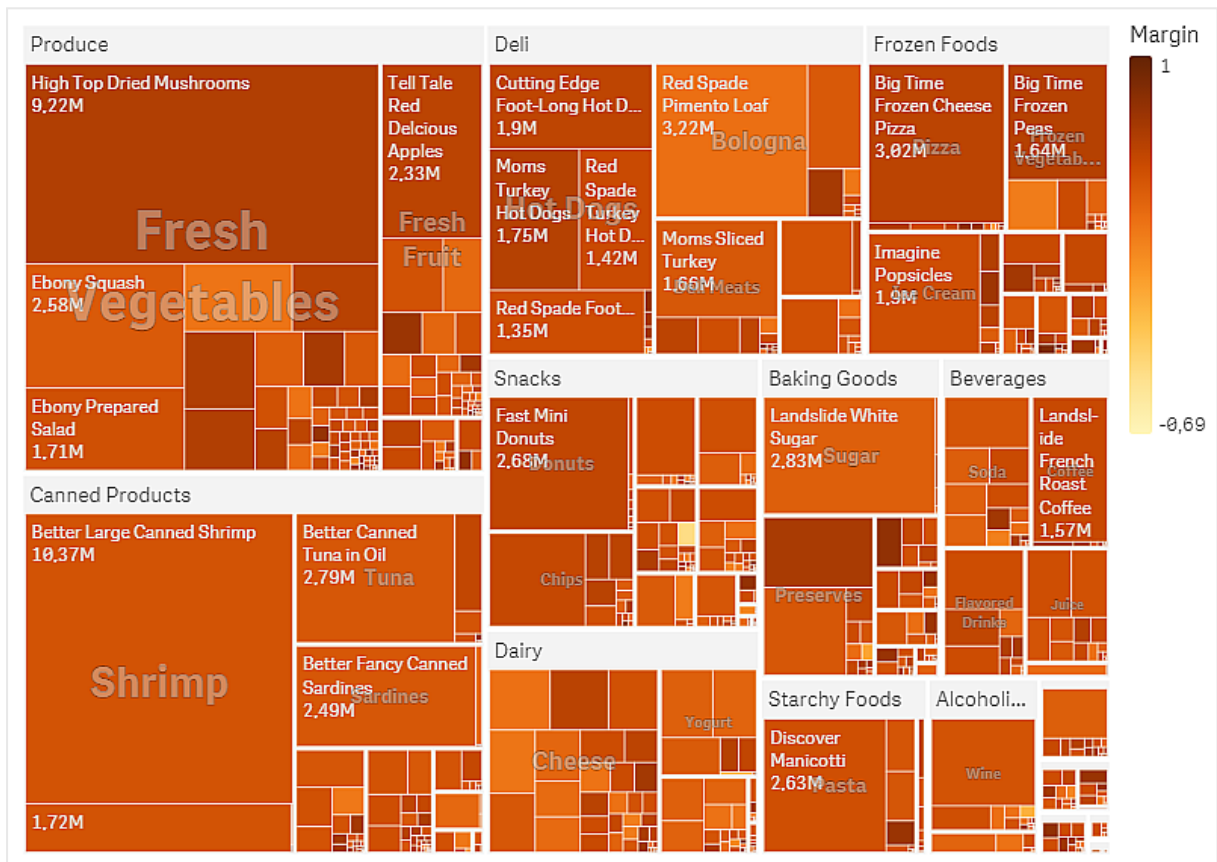 Produce
High Top Dried Mushrooms
9,22M
Fresh
Vegetables
Ebony Squash
2,58M
Ebony Prepared
Salad
1,71M
Tell Tale
Red
Delcious
Apples
2,33M
Fresh
Fruit
Canned Products
Better Large Canned Shrimp
10,37M
Shrimp
1,72M
Better Canned
Tuna in Oil
2,79M
Tuna
Better Fancy Canned
Sardines
2,49M
Sardines
Deli
Cutting Edge
Foot-Long Hot D...
1,9M
Moms
Turkey
Hot Dogs
1,75M
Red
Spade
Turkey
Hot D...
1,42M
Hot Dogs
Red Spade Foot...
1,35M
Red Spade
Pimento Loaf
3,22M
Bologna
Moms Sliced
Turkey
1,66M
Deli Meats
Frozen Foods
Big Time
Frozen Cheese
Pizza
3,02M
Pizza
Big Time
Frozen
Peas
1,64M
Frozen
Vegetab...
Imagine
Popsicles
1,9M
Ice Cream
Snacks
Fast Mini
Donuts
2,68M
Donuts
Chips
Baking Goods
Landslide White
Sugar
2,83M
Sugar
Preserves
Beverages
Soda
Landsl-
ide
French
Roast
Coffee
1,57M
Coffee
Flavored
Drinks
Juice
Dairy
Cheese
Yogurt
Starchy Foods
Discover
Manicotti
2,63M
Pasta
Alcoholi...
Wine
Margin
1
-0,69